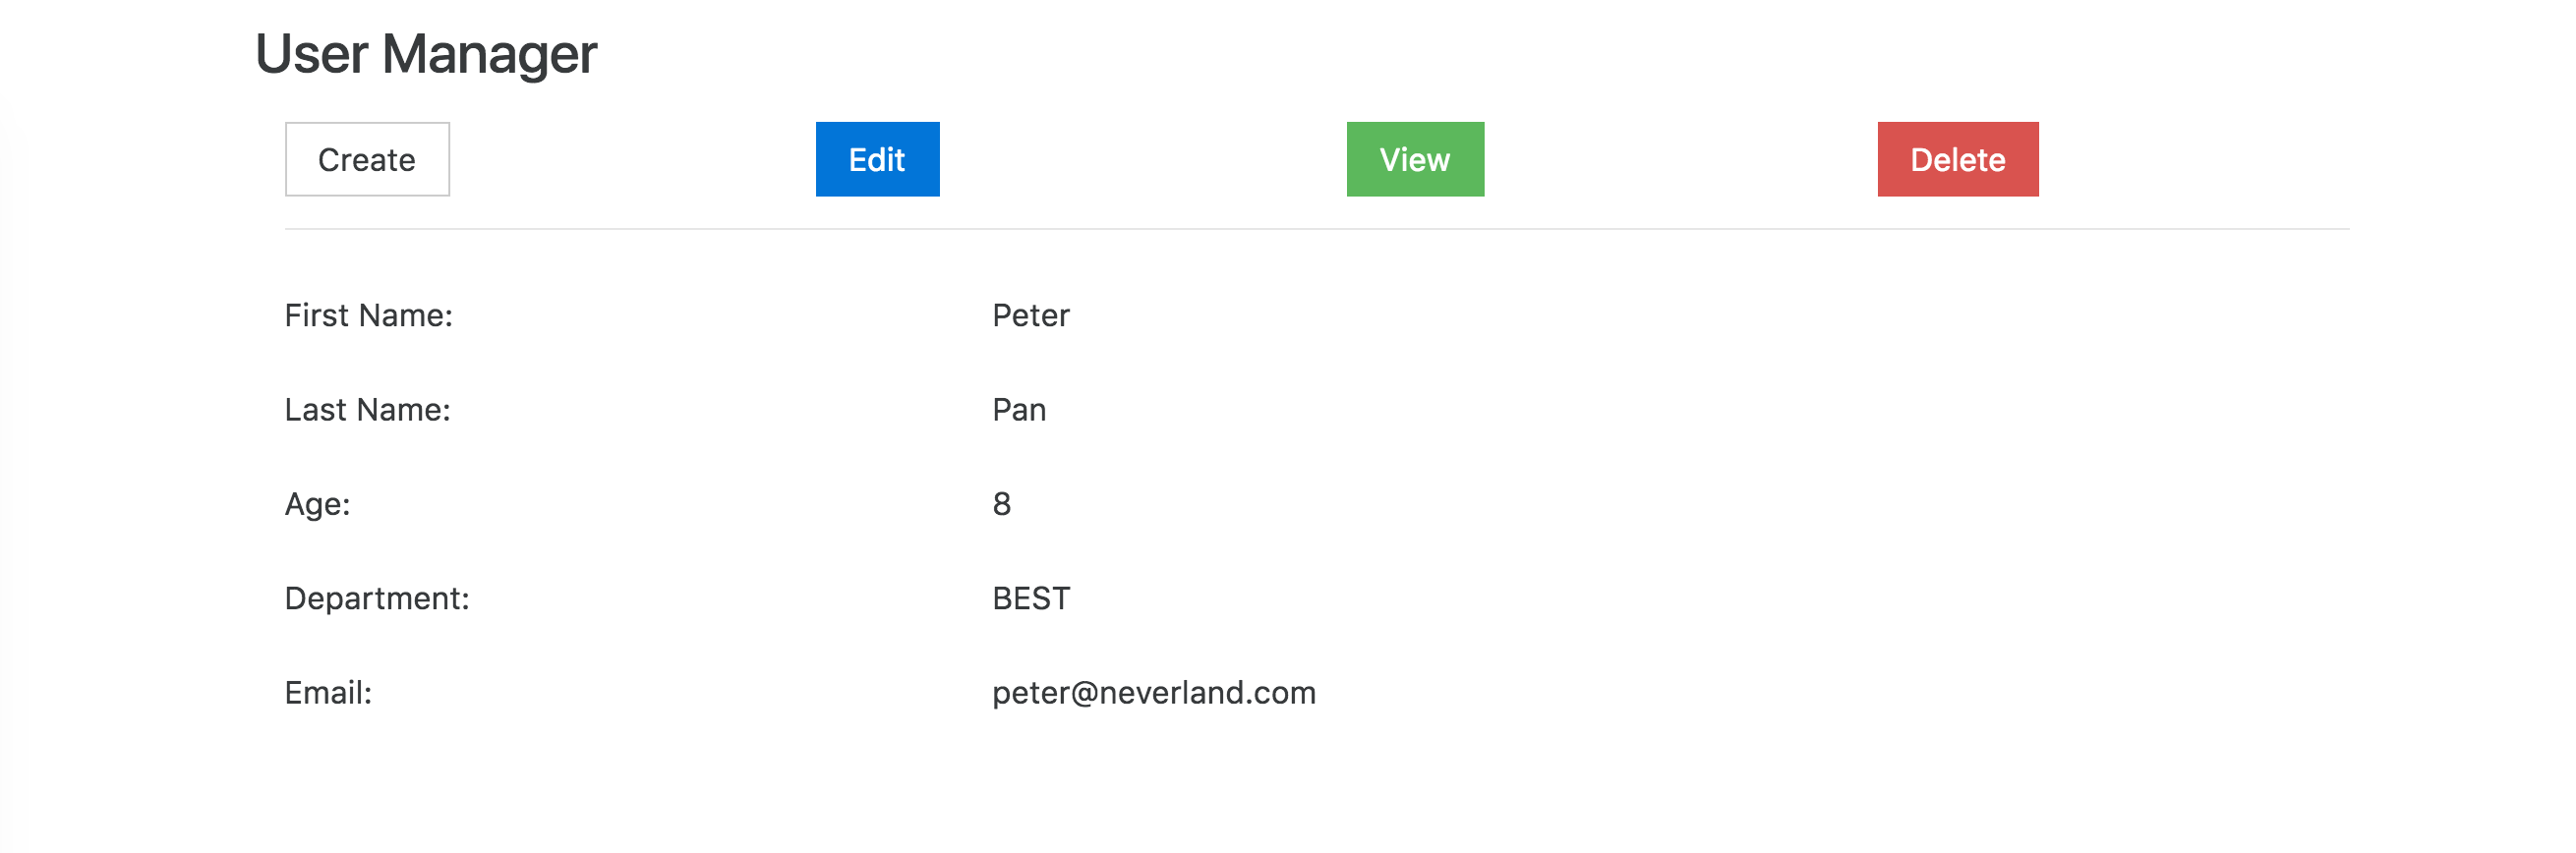 User Manager
Create Edit View Delete
First Name: Peter
Last Name: Pan
Age: 8
Department: BEST
Email: peter@neverland.com